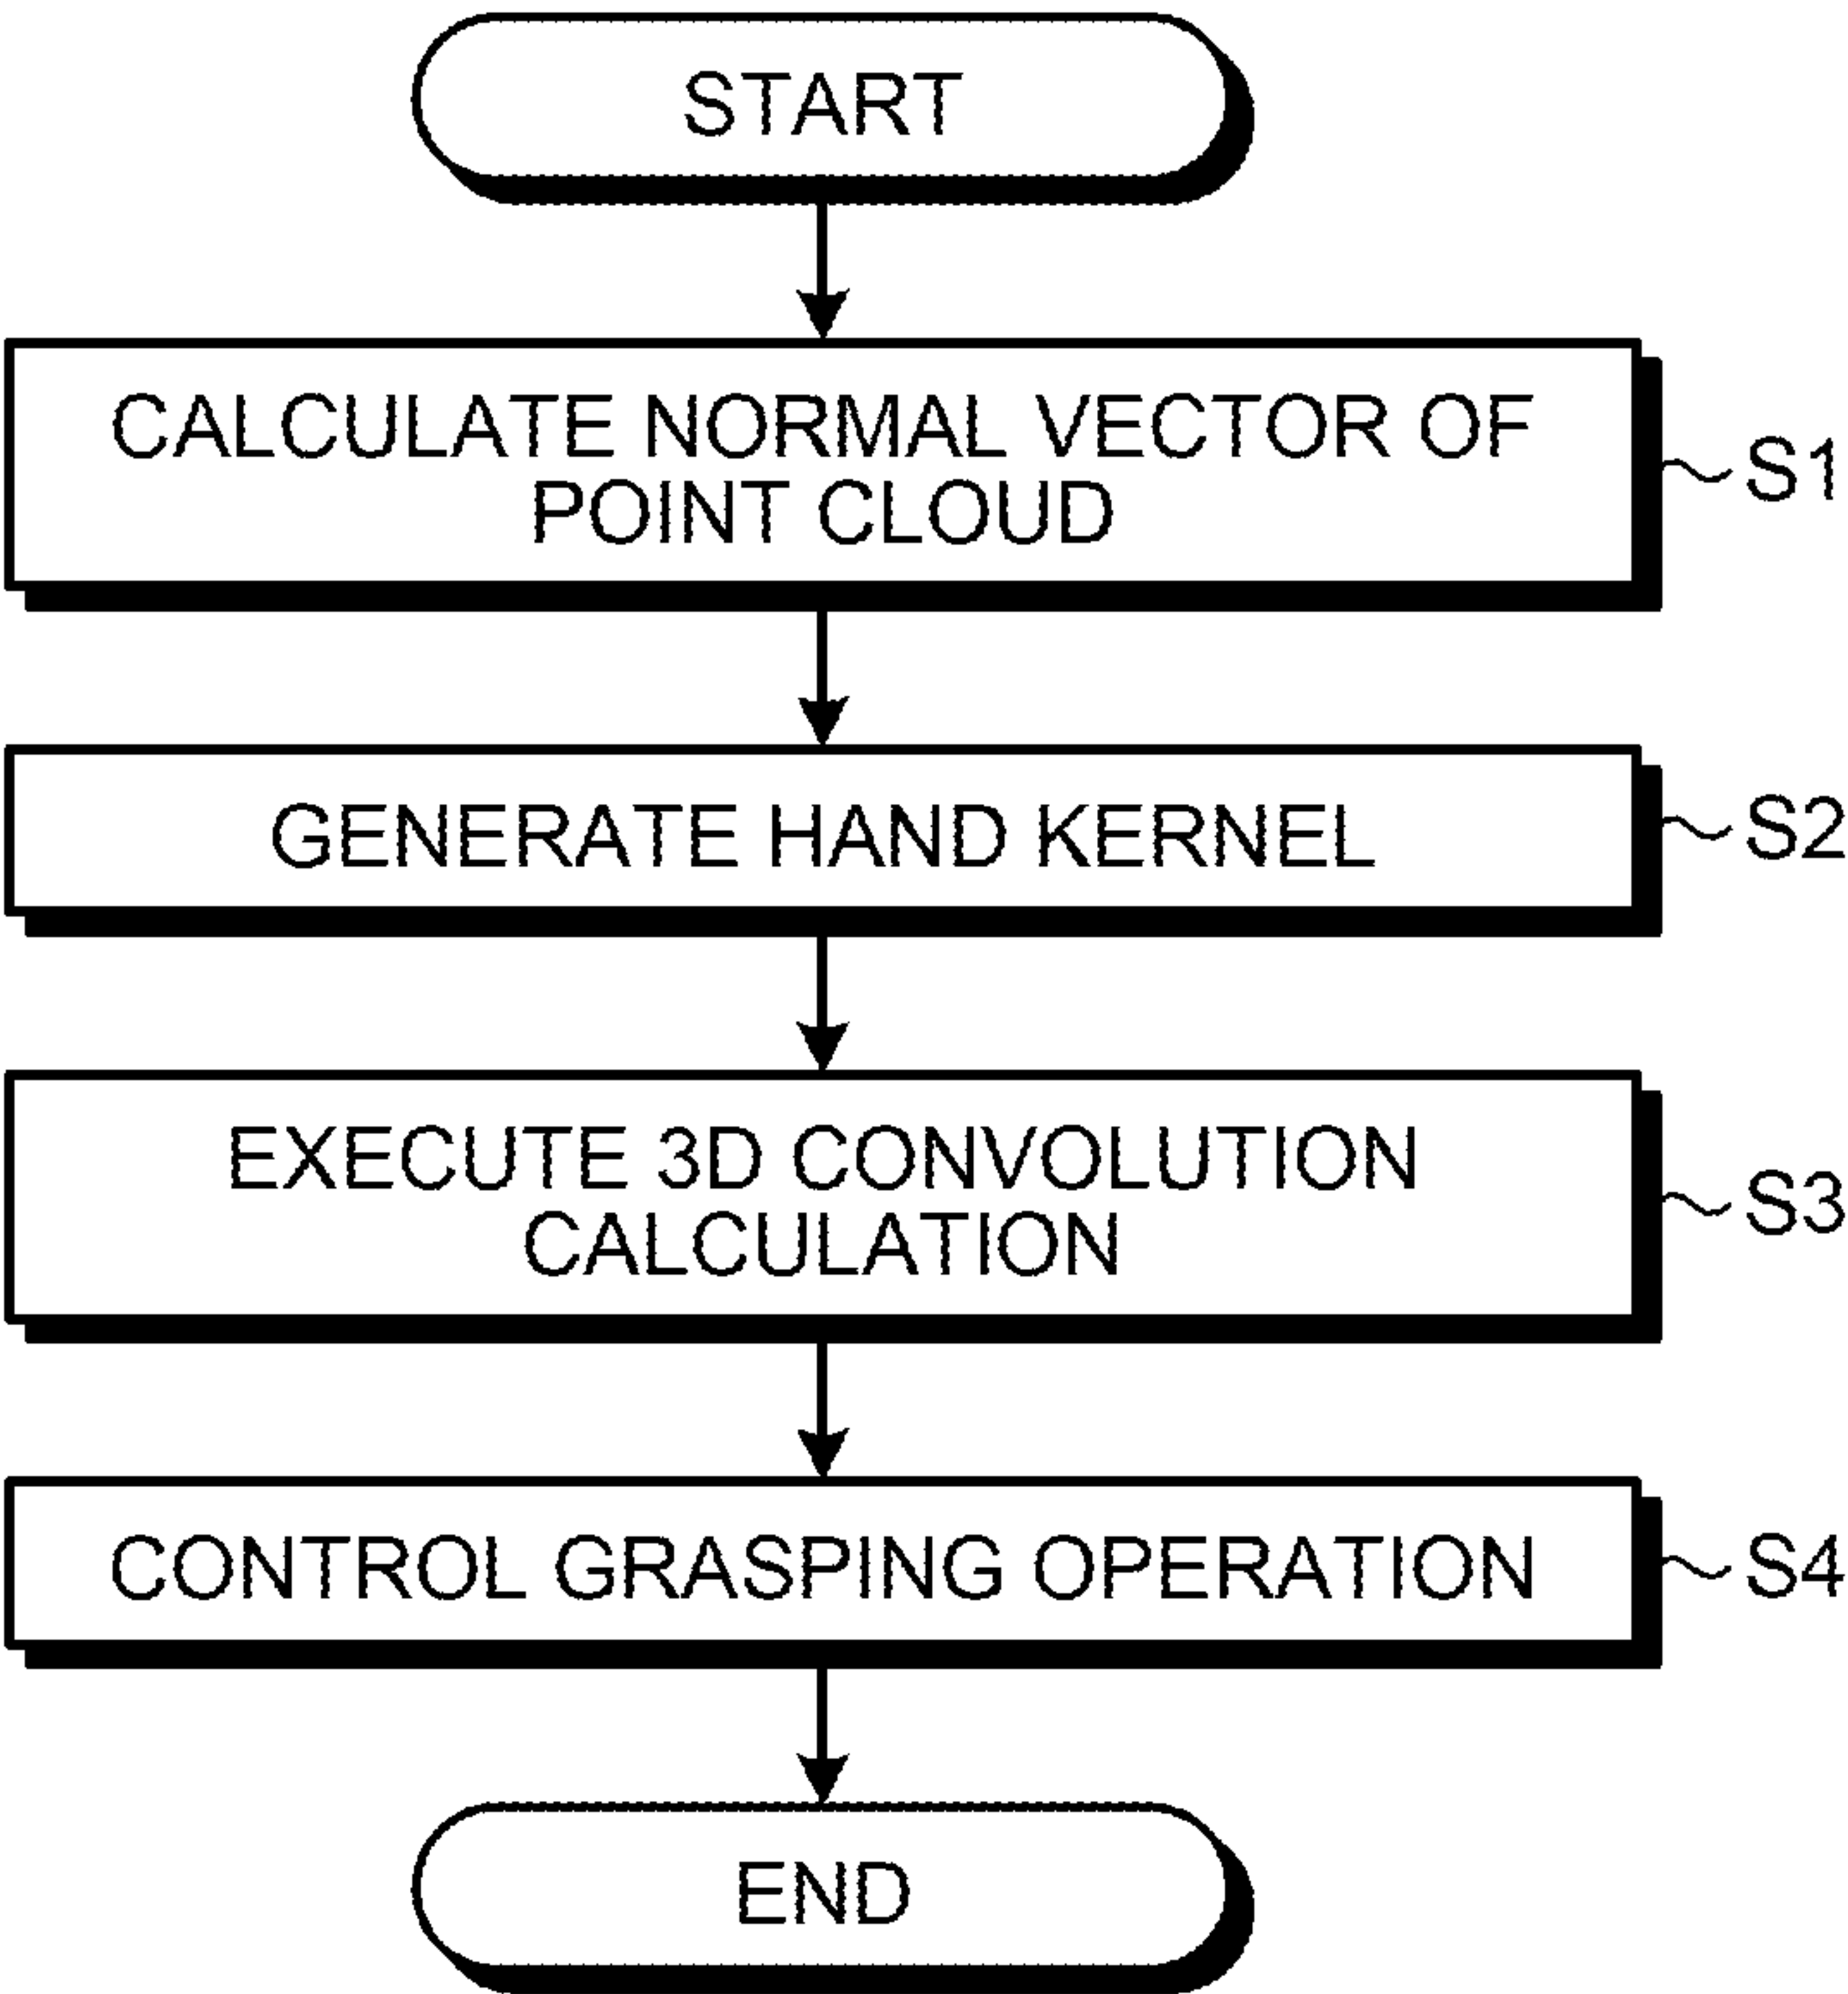 START
CALCULATE NORMAL VECTOR OF
POINT CLOUD
S1
GENERATE HAND KERNEL
S2
EXECUTE 3D CONVOLUTION
CALCULATION
S3
CONTROL GRASPING OPERATION
S4
END